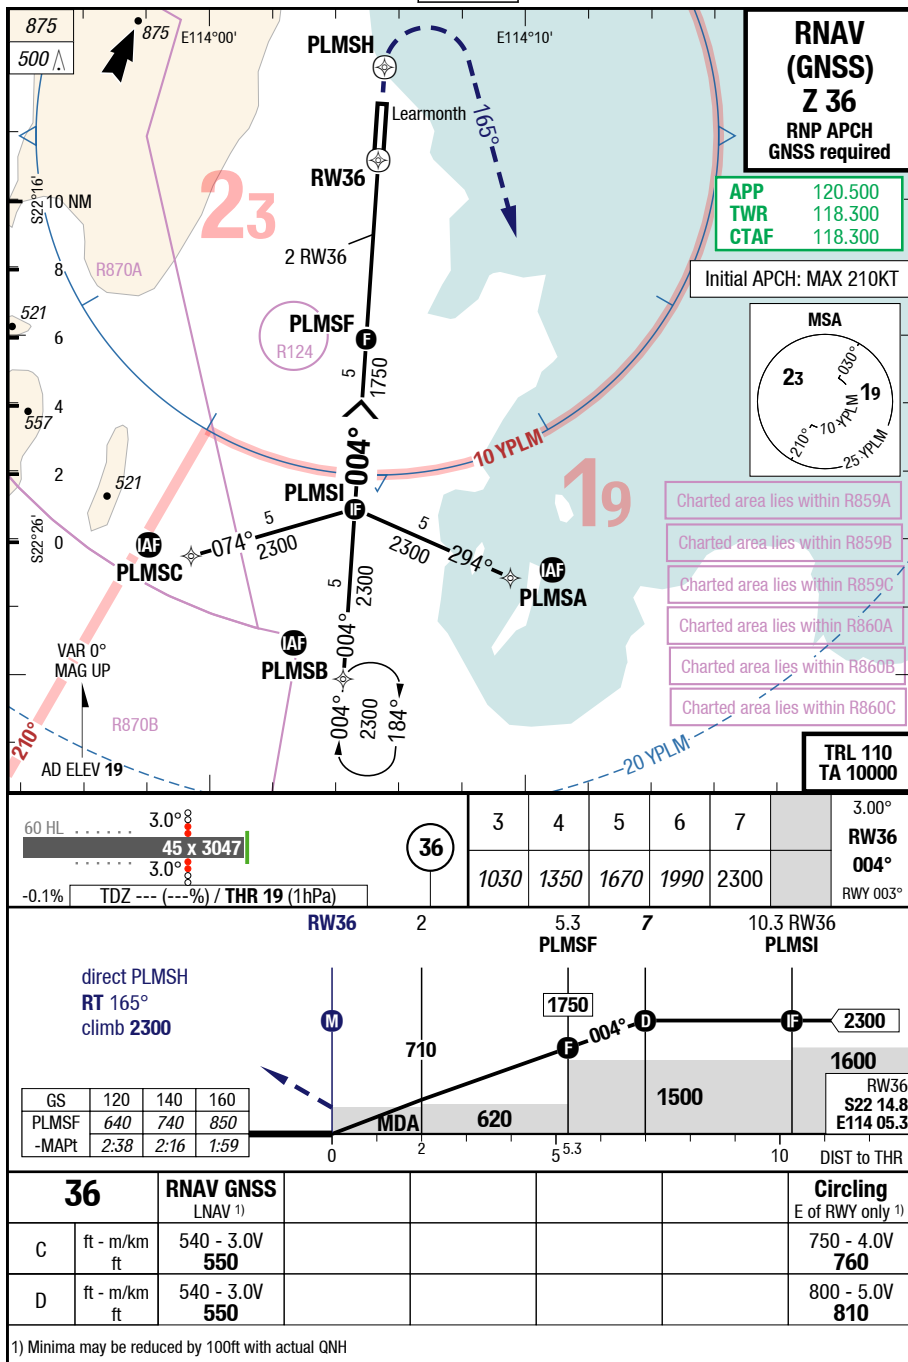 875
500
875
E114°00'
E114°10'
PLMSH
Learmonth
165°
RW36
RNAV
(GNSS)
Z 36
RNP APCH
GNSS required
APP 120.500
TWR 118.300
CTAF 118.300
Initial APCH: MAX 210KT
S22°16'
10 NM
23
R870A
8
2 RW36
521
6
PLMSF
F
R124
5
1750
MSA
23
030°
19
210°
10 YPLM
25 YPLM
4
557
004°
10 YPLM
2
521
PLMSI
IF
19
S22°26'
0
IAF
PLMSC
074°
5
2300
5
2300
294°
IAF
PLMSA
5
2300
004°
IAF
PLMSB
Charted area lies within R859A
Charted area lies within R859B
Charted area lies within R859C
Charted area lies within R860A
Charted area lies within R860B
Charted area lies within R860C
VAR 0°
MAG UP
R870B
210°
AD ELEV 19
004°
2300
184°
20 YPLM
TRL 110
TA 10000
60 HL
3.0°
45 x 3047
3.0°
-0.1%
TDZ --- (---%) / THR 19 (1hPa)
36
3 4 5 6 7
1030 1350 1670 1990 2300
3.00°
RW36
004°
RWY 003°
RW36 2 5.3 7 10.3 RW36
PLMSF PLMSI
direct PLMSH
RT 165°
climb 2300
M
1750
004°
D
IF
2300
F
710
1600
1500
620
MDA
RW36
S22 14.8
E114 05.3
GS 120 140 160
PLMSF 640 740 850
-MAPt 2:38 2:16 1:59
0 2 5 5.3 10 DIST to THR
36
RNAV GNSS
LNAV 1)
Circling
E of RWY only 1)
C ft - m/km 540 - 3.0V 750 - 4.0V
ft 550 760
D ft - m/km 540 - 3.0V 800 - 5.0V
ft 550 810
1) Minima may be reduced by 100ft with actual QNH